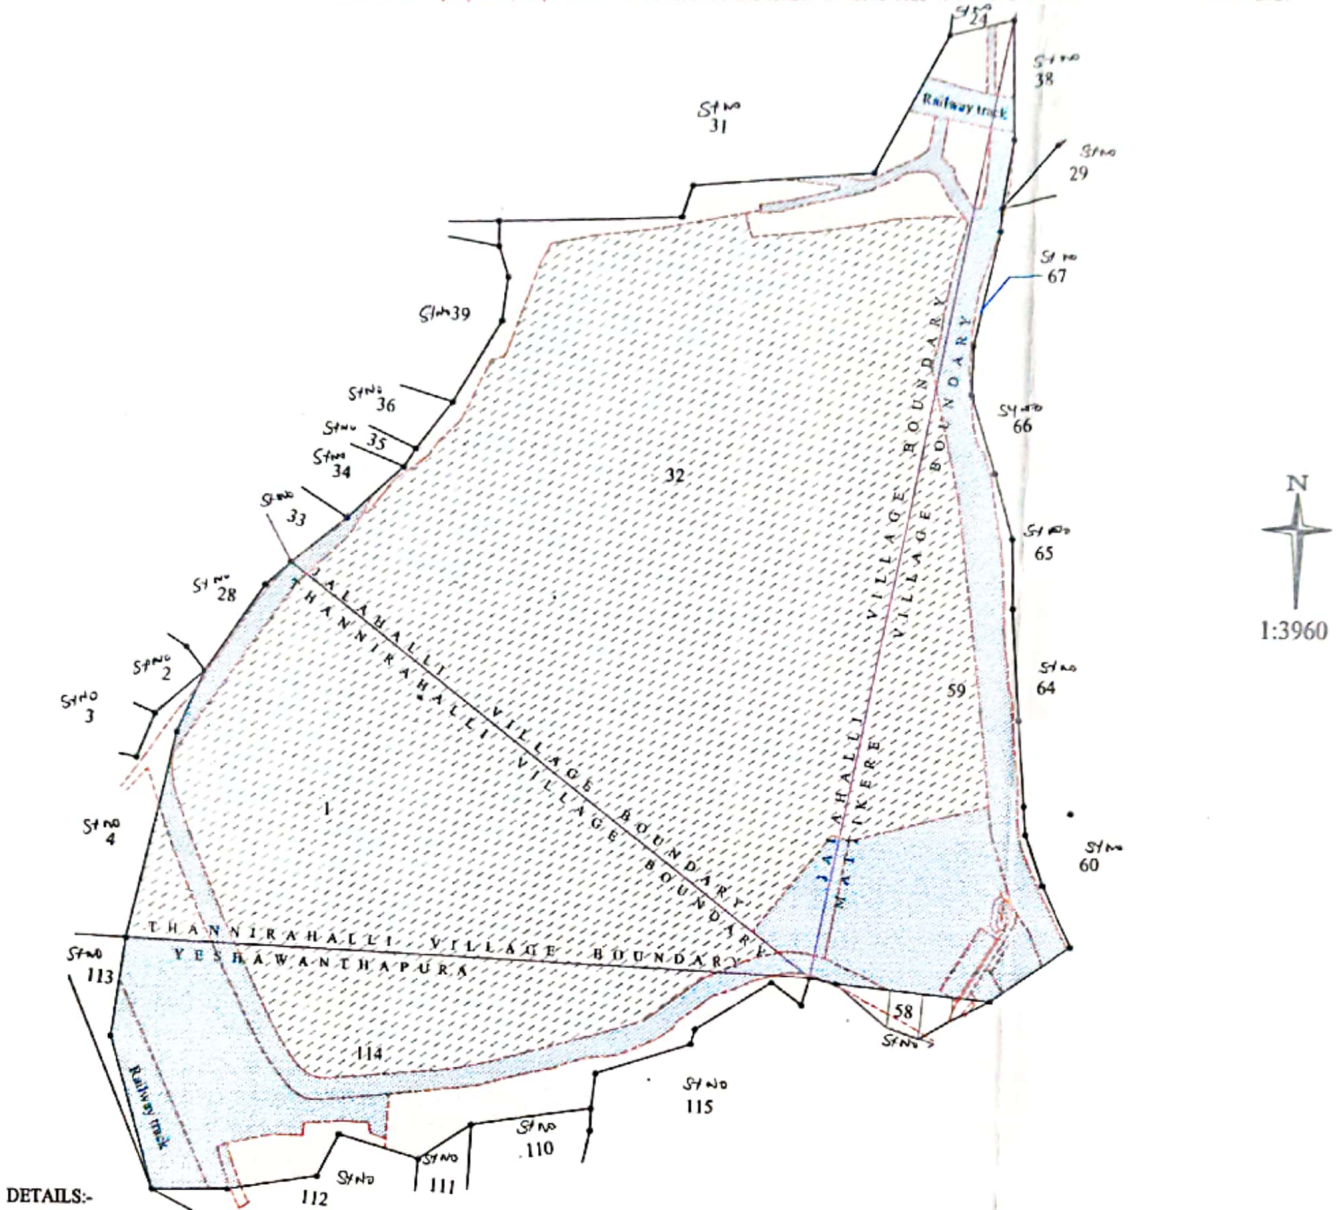 Sy No
24
Sy No
38
Railway track
Sy No
31
Sy No
29
Sy No
67
Sy No 39
Sy No
36
Sy No
66
Sy No
35
Sy No
34
32
N
Sy No
33
Sy No
65
1:3960
Sy No
28
JALAHALLI VILLAGE BOUNDARY
THANNIRAHALLI VILLAGE BOUNDARY
JALAHALLI VILLAGE BOUNDARY
MATTIKERE VILLAGE BOUNDARY
Sy No
2
Sy No
3
Sy No
64
59
1
Sy No
4
Sy No
60
THANNIRAHALLI VILLAGE BOUNDARY
YESHAWANTHAPURA
Sy No
113
58
Sy No
114
Railway track
Sy No
115
Sy No
110
Sy No
111
Sy No
112
DETAILS:-